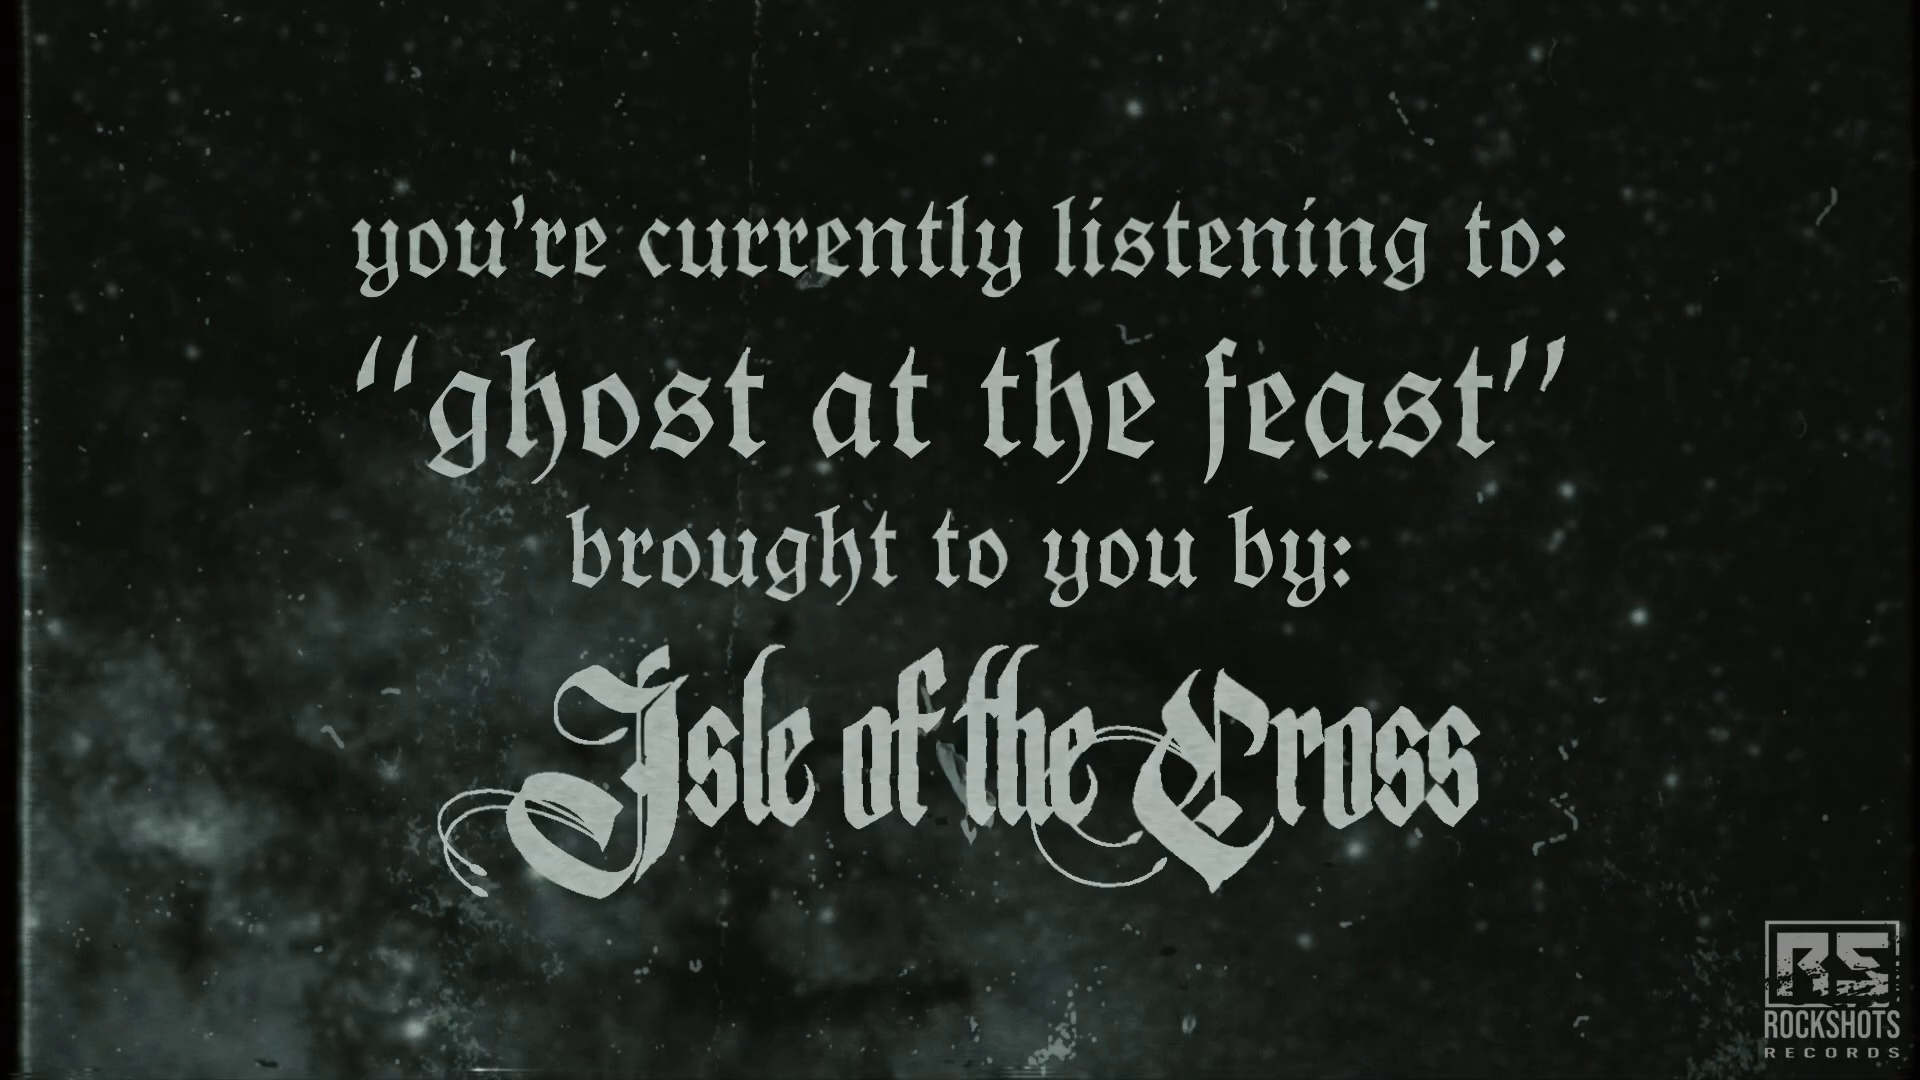 you're currently listening to:
“ghost at the feast”
brought to you by:
Isle of the Cross
RS
ROCKSHOTS
RECORDS